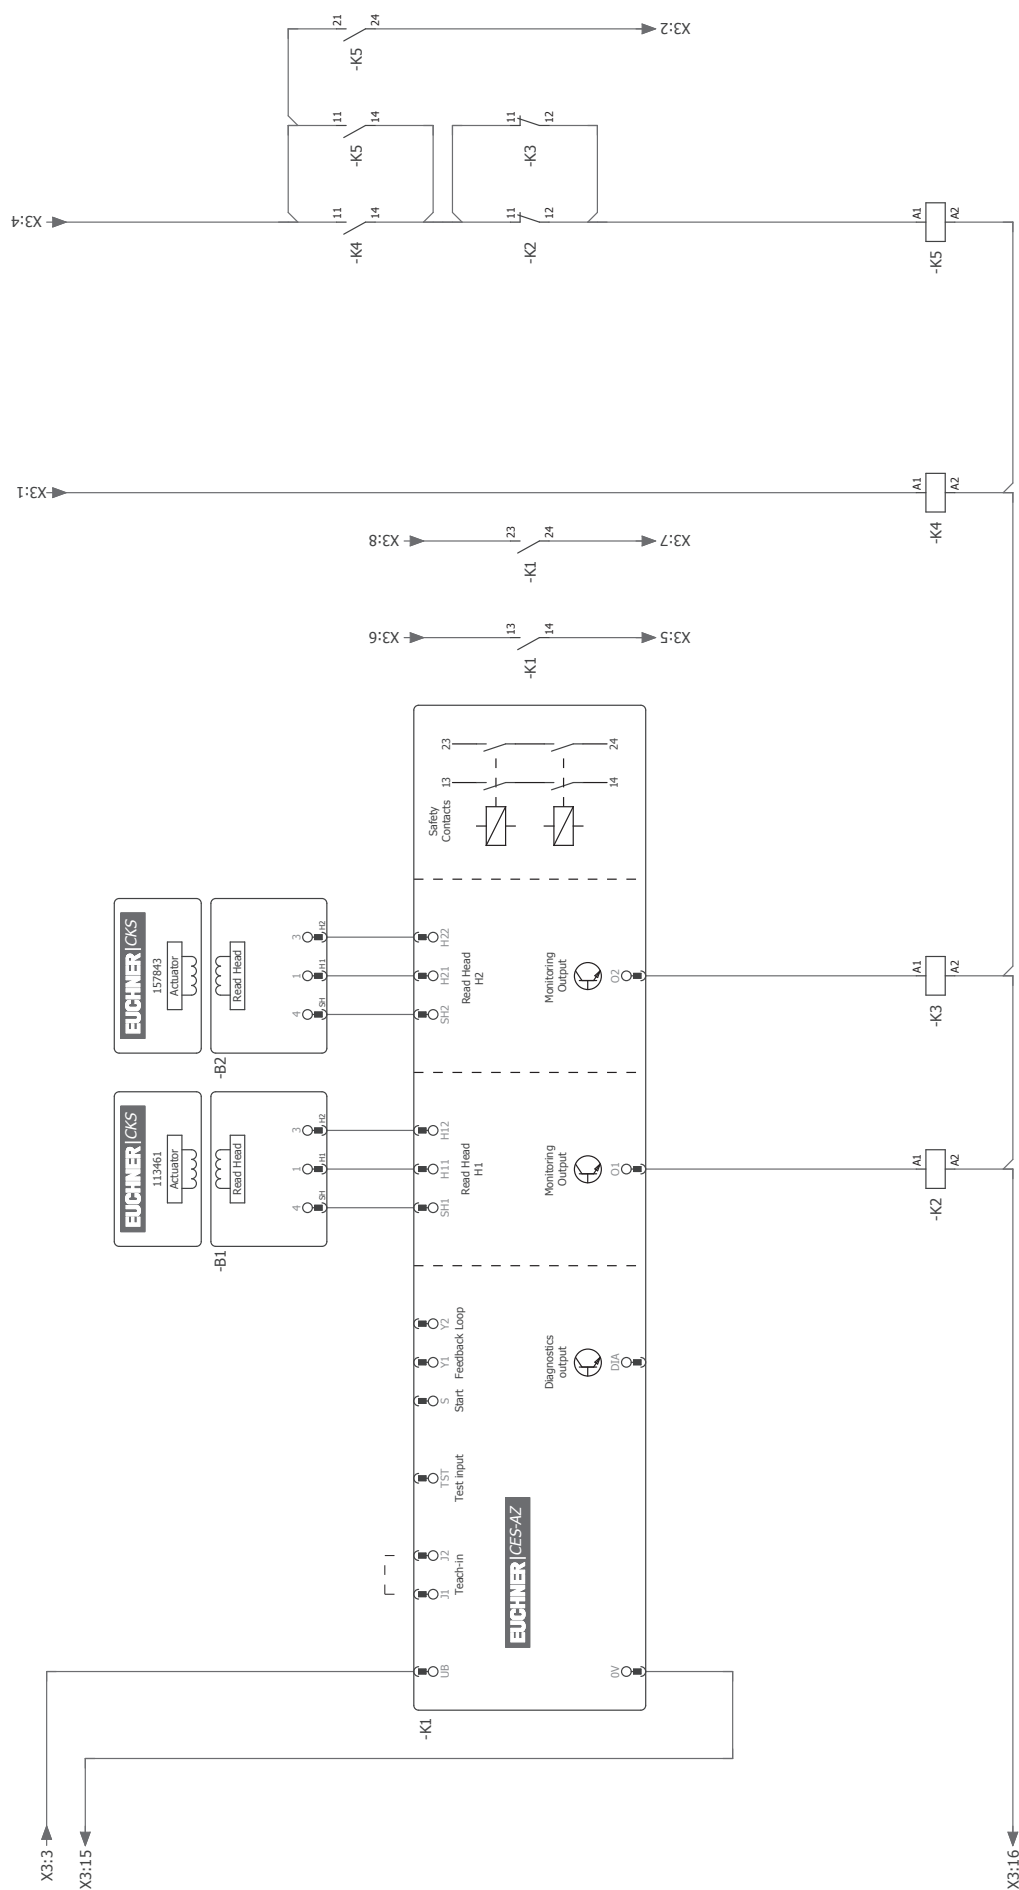 X3:3
X3:15
X3:16
X3:4
X3:1
EUCHNER|CKS
113461
Actuator
Read Head
-B1
4
1
3
SH
H1
H2
EUCHNER|CKS
157843
Actuator
Read Head
-B2
4
1
3
SH
H1
H2
-K1
UB
J1
J2
Teach-in
TST
Test input
S
Start
Y1
Y2
Feedback Loop
SH1
H11
H12
Read Head
H1
SH2
H21
H22
Read Head
H2
Safety
Contacts
13
23
14
24
EUCHNER|CES-AZ
0V
Diagnostics
output
DIA
Monitoring
Output
O1
Monitoring
Output
O2
X3:6
13
-K1
14
X3:5
X3:8
23
-K1
24
X3:7
11
-K4
14
11
-K5
14
21
-K5
24
X3:2
11
-K2
12
11
-K3
12
A1
-K2
A2
A1
-K3
A2
A1
-K4
A2
A1
-K5
A2